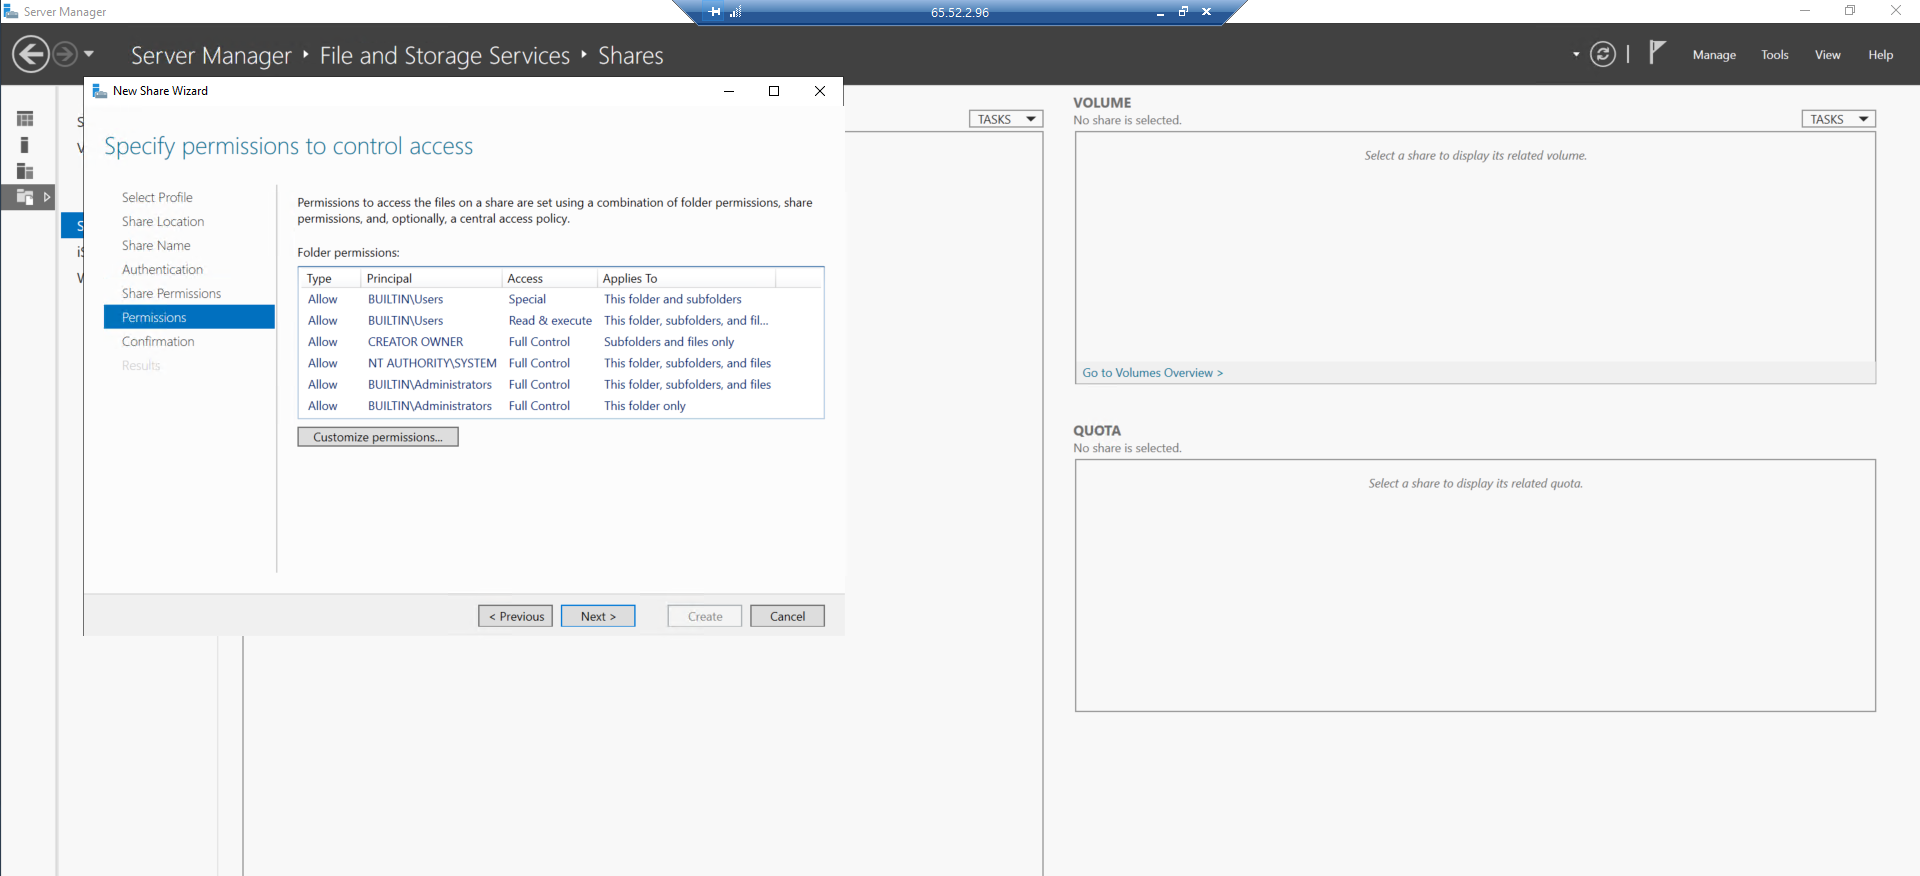 Server Manager
65.52.2.96
Server Manager ‣ File and Storage Services ‣ Shares
Manage Tools View Help
New Share Wizard
Specify permissions to control access
Select Profile
Share Location
Share Name
Authentication
Share Permissions
Permissions
Confirmation
Results
Permissions to access the files on a share are set using a combination of folder permissions, share
permissions, and, optionally, a central access policy.
Folder permissions:
Type Principal Access Applies To
Allow BUILTIN\Users Special This folder and subfolders
Allow BUILTIN\Users Read & execute This folder, subfolders, and fil...
Allow CREATOR OWNER Full Control Subfolders and files only
Allow NT AUTHORITY\SYSTEM Full Control This folder, subfolders, and files
Allow BUILTIN\Administrators Full Control This folder, subfolders, and files
Allow BUILTIN\Administrators Full Control This folder only
Customize permissions...
< Previous
Next >
Create
Cancel
TASKS
VOLUME
No share is selected.
TASKS
Select a share to display its related volume.
Go to Volumes Overview >
QUOTA
No share is selected.
Select a share to display its related quota.